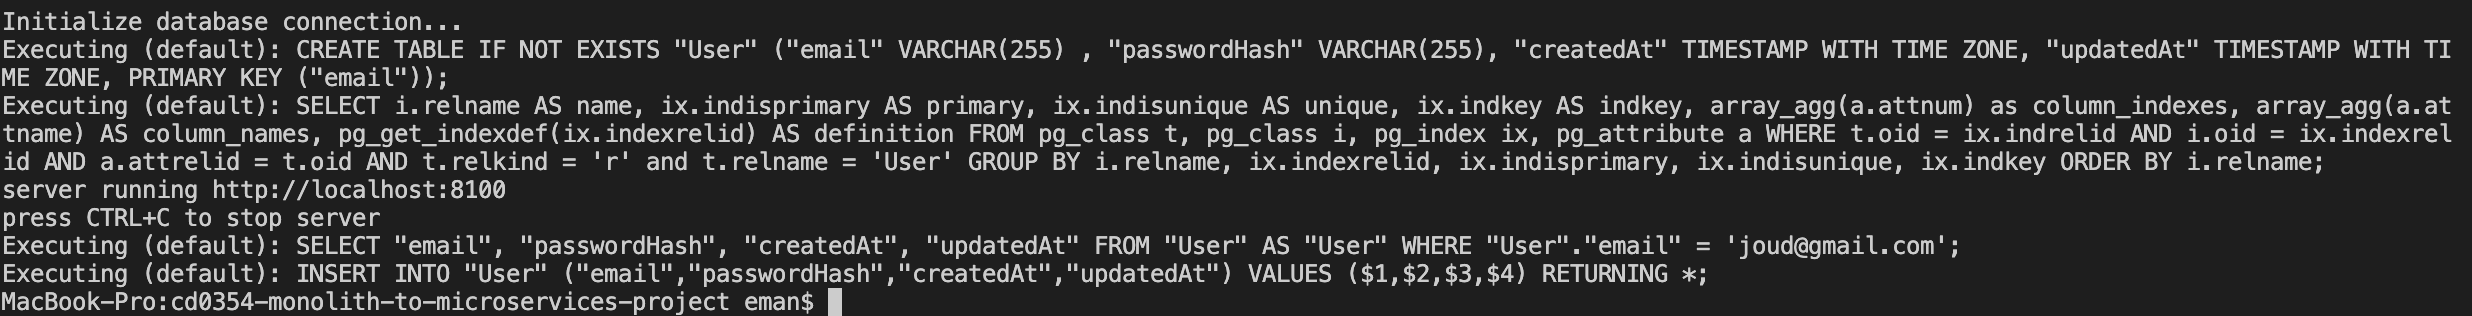 Initialize database connection...
Executing (default): CREATE TABLE IF NOT EXISTS "User" ("email" VARCHAR(255) , "passwordHash" VARCHAR(255), "createdAt" TIMESTAMP WITH TIME ZONE, "updatedAt" TIMESTAMP WITH TI
ME ZONE, PRIMARY KEY ("email"));
Executing (default): SELECT i.relname AS name, ix.indisprimary AS primary, ix.indisunique AS unique, ix.indkey AS indkey, array_agg(a.attnum) as column_indexes, array_agg(a.at
tname) AS column_names, pg_get_indexdef(ix.indexrelid) AS definition FROM pg_class t, pg_class i, pg_index ix, pg_attribute a WHERE t.oid = ix.indrelid AND i.oid = ix.indexrel
id AND a.attrelid = t.oid AND t.relkind = 'r' and t.relname = 'User' GROUP BY i.relname, ix.indexrelid, ix.indisprimary, ix.indisunique, ix.indkey ORDER BY i.relname;
server running http://localhost:8100
press CTRL+C to stop server
Executing (default): SELECT "email", "passwordHash", "createdAt", "updatedAt" FROM "User" AS "User" WHERE "User"."email" = 'joud@gmail.com';
Executing (default): INSERT INTO "User" ("email","passwordHash","createdAt","updatedAt") VALUES ($1,$2,$3,$4) RETURNING *;
MacBook-Pro:cd0354-monolith-to-microservices-project eman$